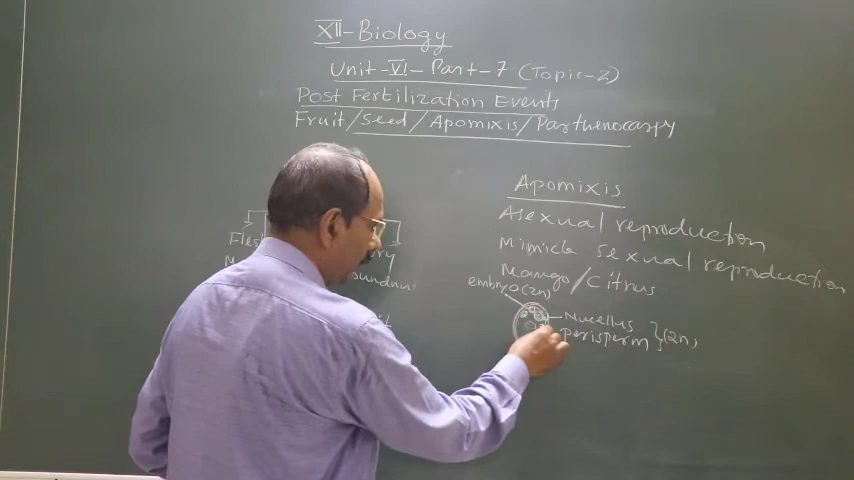 XII-Biology
Unit-VI-Part-7 (Topic-2)
Post Fertilization Events
Fruit/Seed/Apomixis/Parthenocarpy
Apomixis
Asexual reproduction
Mimick sexual reproduction
Mango/Citrus
embryo(2n)
Nucellus
perisperm }(2n)